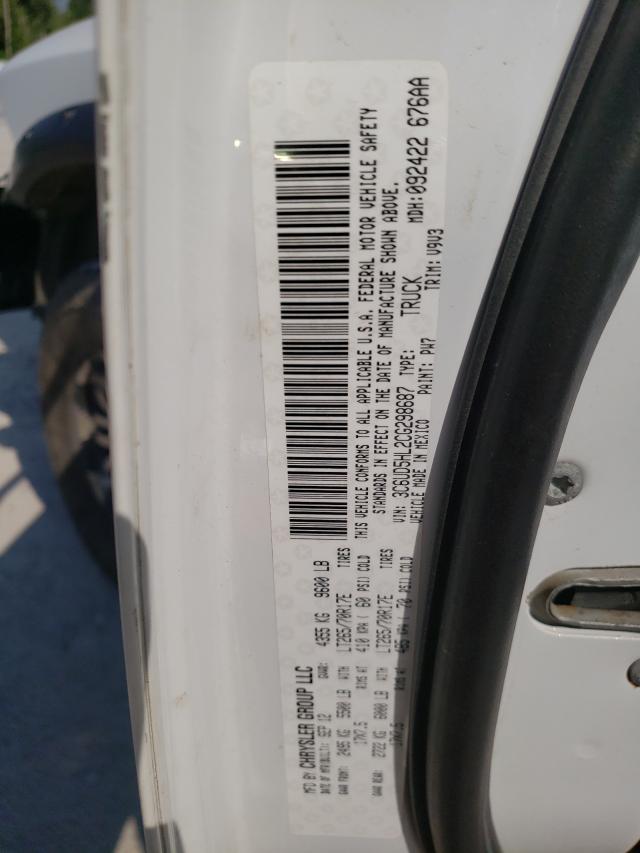 MFD BY CHRYSLER GROUP LLC
DATE OF MFR/BUILT: SEP 12 GVWR: 4355 KG 9600 LB
GAWR FRONT: 2495 KG 5500 LB WITH LT265/70R17E TIRES
17X7.5 RIMS AT 410 KPA ( 60 PSI) COLD
GAWR REAR: 2722 KG 6000 LB WITH LT265/70R17E TIRES
17X7.5 RIMS AT 485 KPA ( 70 PSI) COLD
THIS VEHICLE CONFORMS TO ALL APPLICABLE U.S.A. FEDERAL MOTOR VEHICLE SAFETY
STANDARDS IN EFFECT ON THE DATE OF MANUFACTURE SHOWN ABOVE.
VIN: 3C6UD5HL2CG298687 TYPE: TRUCK MDH:092422 676AA
VEHICLE MADE IN MEXICO PAINT: PW7 TRIM: V9V3